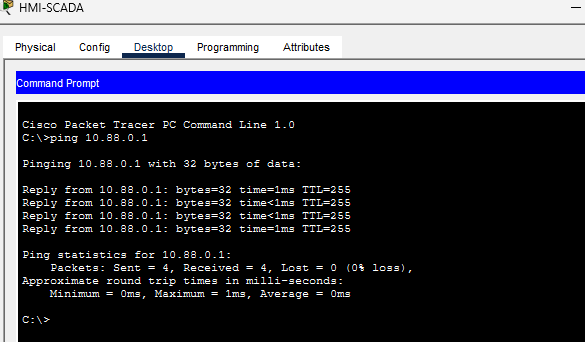 HMI-SCADA
Physical Config Desktop Programming Attributes
Command Prompt
Cisco Packet Tracer PC Command Line 1.0
C:\>ping 10.88.0.1
Pinging 10.88.0.1 with 32 bytes of data:
Reply from 10.88.0.1: bytes=32 time=1ms TTL=255
Reply from 10.88.0.1: bytes=32 time<1ms TTL=255
Reply from 10.88.0.1: bytes=32 time<1ms TTL=255
Reply from 10.88.0.1: bytes=32 time=1ms TTL=255
Ping statistics for 10.88.0.1:
    Packets: Sent = 4, Received = 4, Lost = 0 (0% loss),
Approximate round trip times in milli-seconds:
    Minimum = 0ms, Maximum = 1ms, Average = 0ms
C:\>